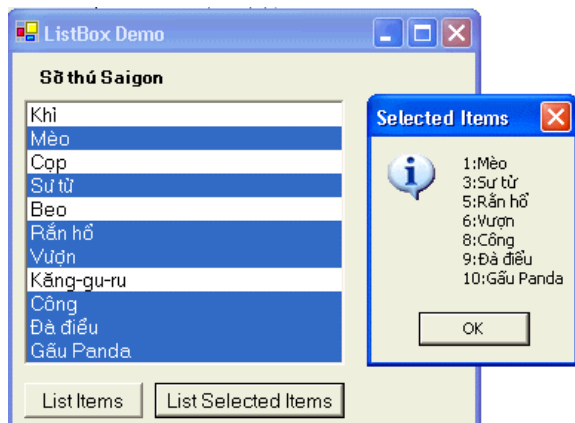 ListBox Demo
Sở thú Saigon
Khỉ
Mèo
Cọp
Sư tử
Beo
Rắn hổ
Vượn
Kăng-gu-ru
Công
Đà điểu
Gấu Panda
List Items
List Selected Items
Selected Items
1:Mèo
3:Sư tử
5:Rắn hổ
6:Vượn
8:Công
9:Đà điểu
10:Gấu Panda
OK